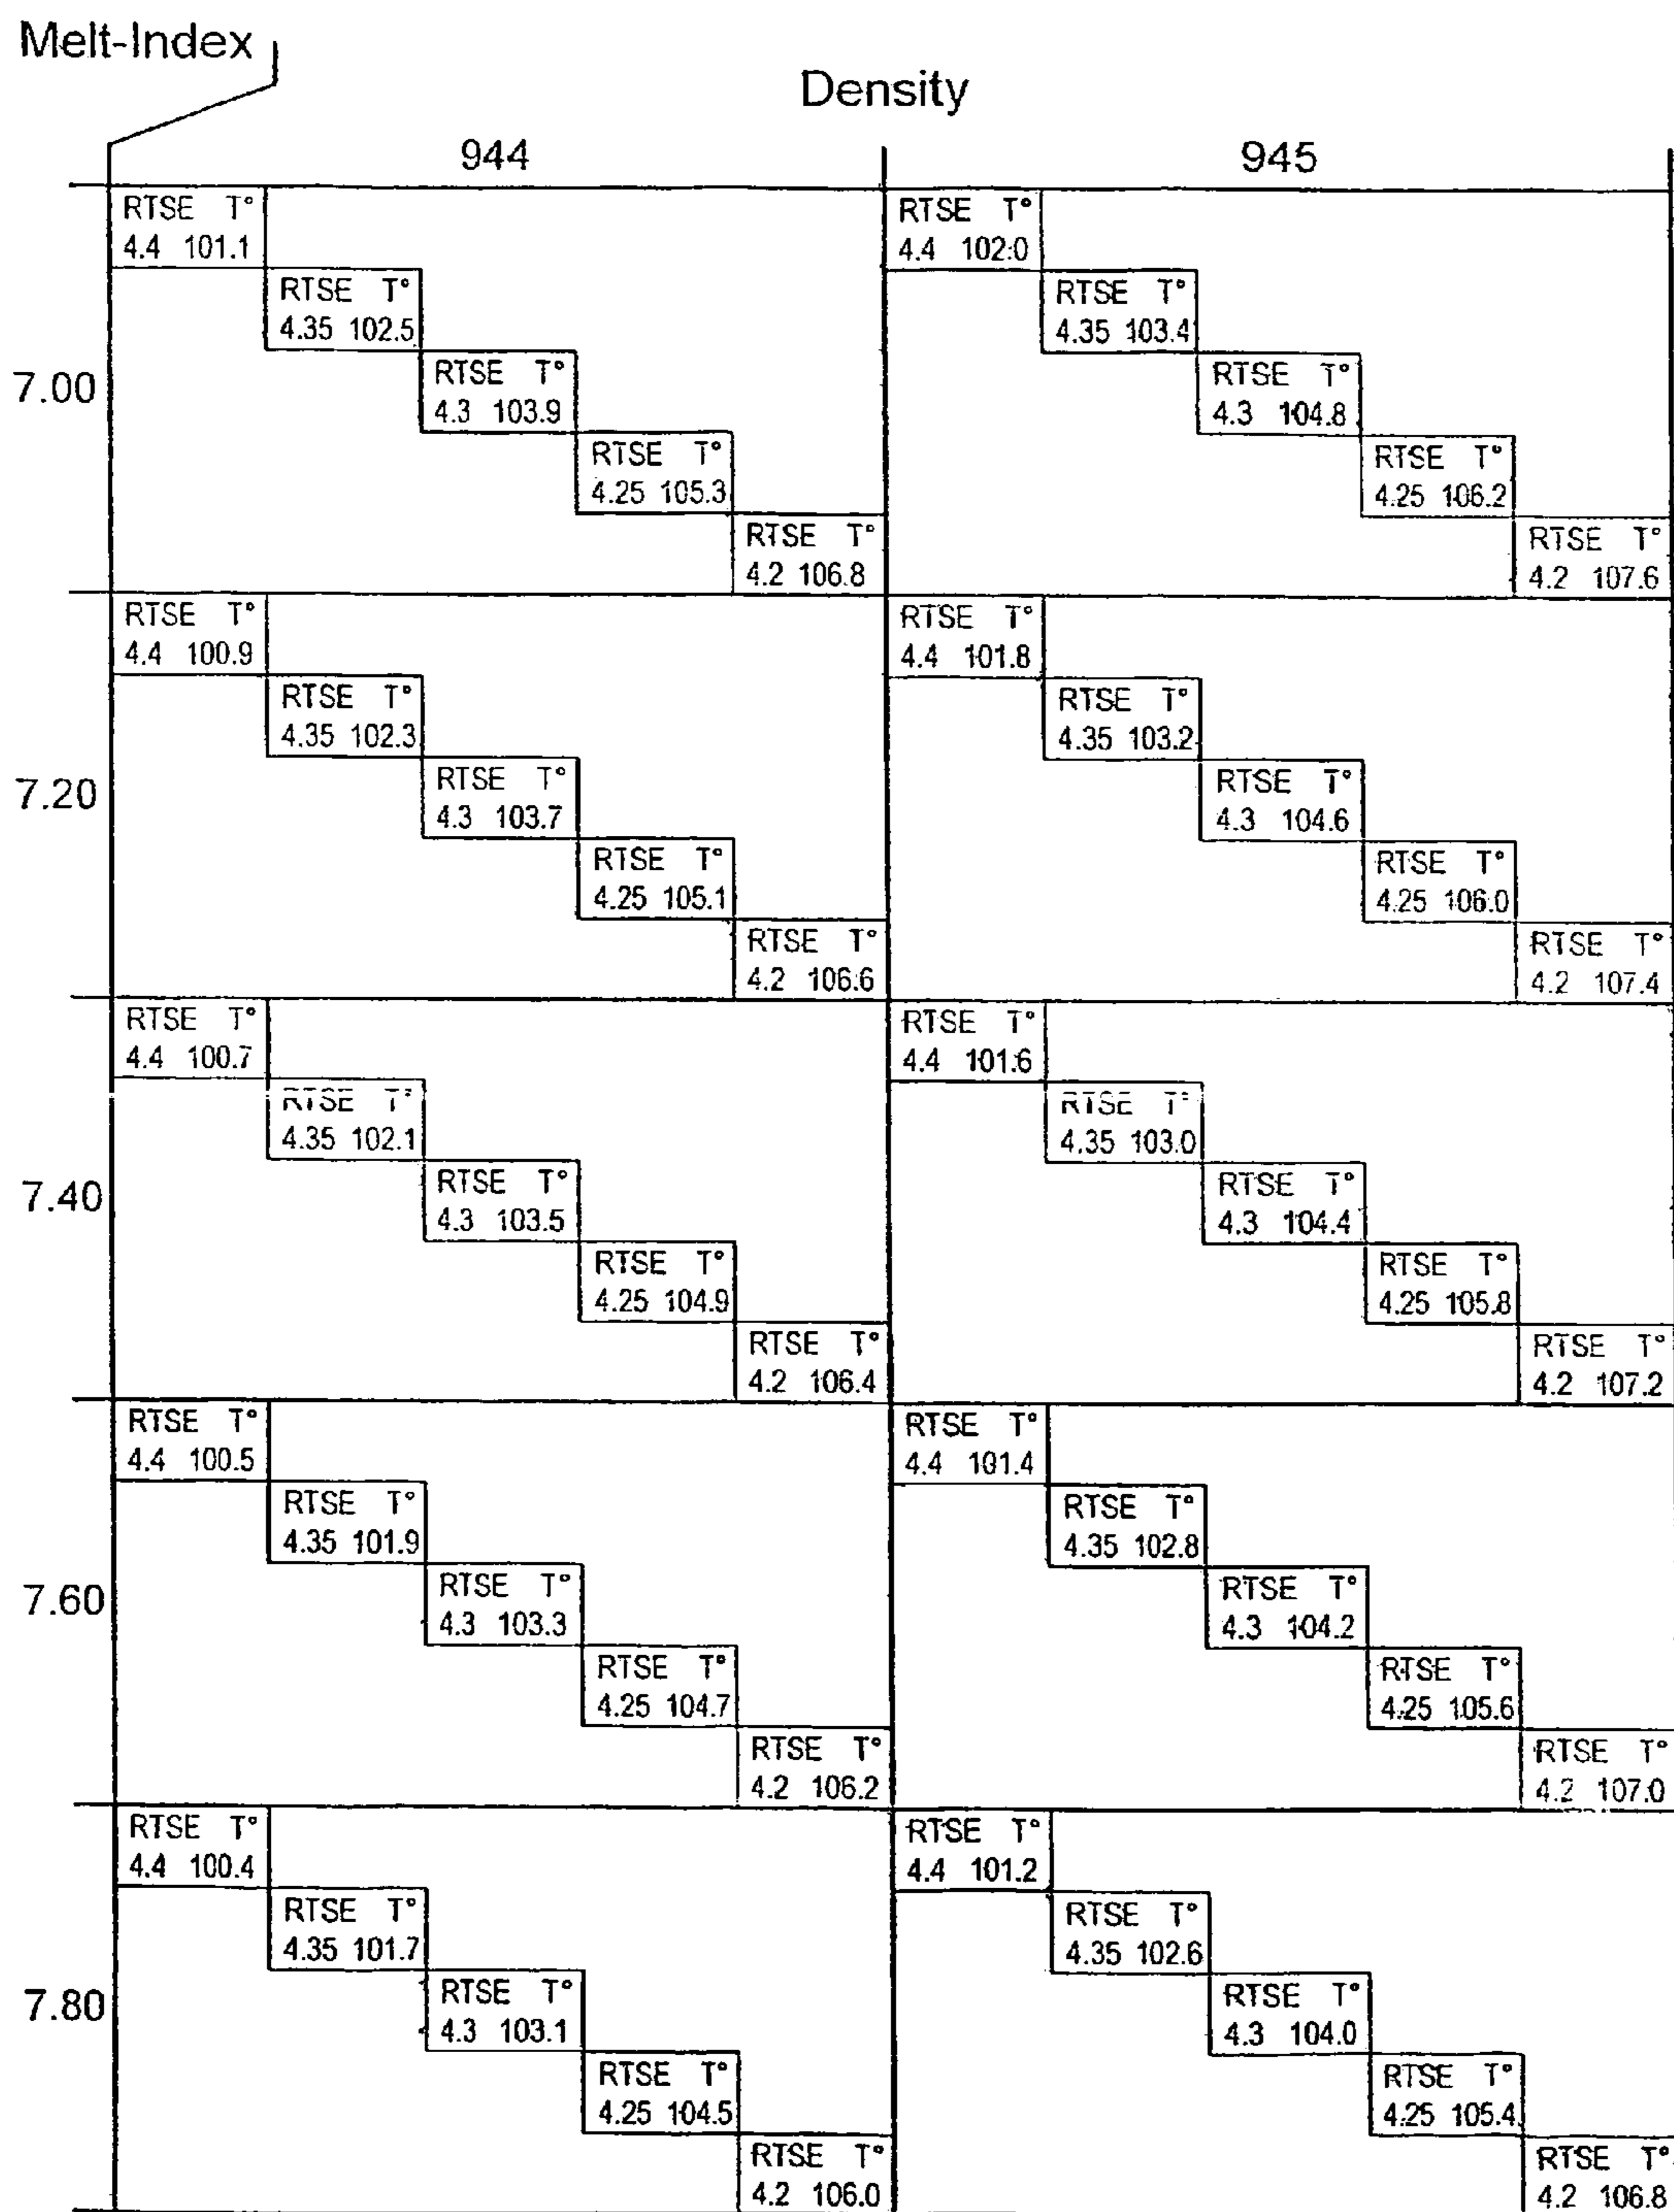 Melt-Index
Density
944 945
RTSE T° RTSE T°
4.4 101.1 4.4 102.0
RTSE T° RTSE T°
4.35 102.5 4.35 103.4
7.00 RTSE T° RTSE T°
4.3 103.9 4.3 104.8
RTSE T° RTSE T°
4.25 105.3 4.25 106.2
RTSE T° RTSE T°
4.2 106.8 4.2 107.6
RTSE T° RTSE T°
4.4 100.9 4.4 101.8
RTSE T° RTSE T°
4.35 102.3 4.35 103.2
7.20 RTSE T° RTSE T°
4.3 103.7 4.3 104.6
RTSE T° RTSE T°
4.25 105.1 4.25 106.0
RTSE T° RTSE T°
4.2 106.6 4.2 107.4
RTSE T° RTSE T°
4.4 100.7 4.4 101.6
RTSE T° RTSE T°
4.35 102.1 4.35 103.0
7.40 RTSE T° RTSE T°
4.3 103.5 4.3 104.4
RTSE T° RTSE T°
4.25 104.9 4.25 105.8
RTSE T° RTSE T°
4.2 106.4 4.2 107.2
RTSE T° RTSE T°
4.4 100.5 4.4 101.4
RTSE T° RTSE T°
4.35 101.9 4.35 102.8
7.60 RTSE T° RTSE T°
4.3 103.3 4.3 104.2
RTSE T° RTSE T°
4.25 104.7 4.25 105.6
RTSE T° RTSE T°
4.2 106.2 4.2 107.0
RTSE T° RTSE T°
4.4 100.4 4.4 101.2
RTSE T° RTSE T°
4.35 101.7 4.35 102.6
7.80 RTSE T° RTSE T°
4.3 103.1 4.3 104.0
RTSE T° RTSE T°
4.25 104.5 4.25 105.4
RTSE T° RTSE T°
4.2 106.0 4.2 106.8